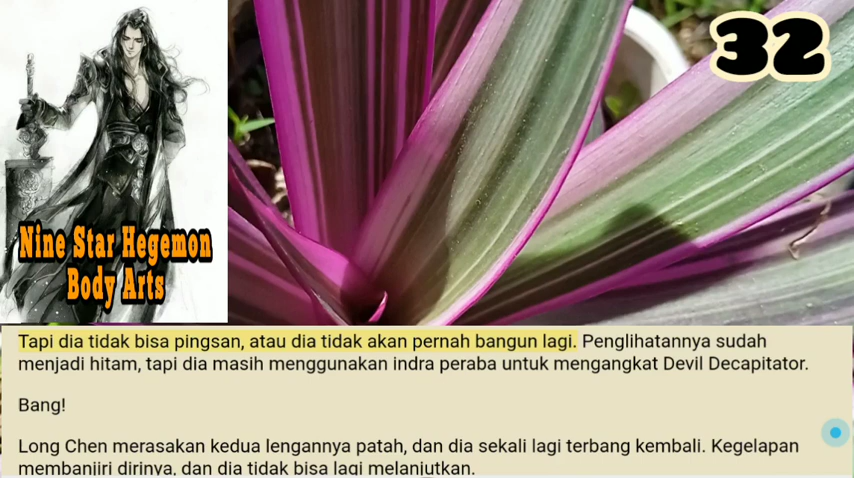 32
Nine Star Hegemon
Body Arts
Tapi dia tidak bisa pingsan, atau dia tidak akan pernah bangun lagi. Penglihatannya sudah
menjadi hitam, tapi dia masih menggunakan indra peraba untuk mengangkat Devil Decapitator.
Bang!
Long Chen merasakan kedua lengannya patah, dan dia sekali lagi terbang kembali. Kegelapan
membanjiri dirinya, dan dia tidak bisa lagi melanjutkan.